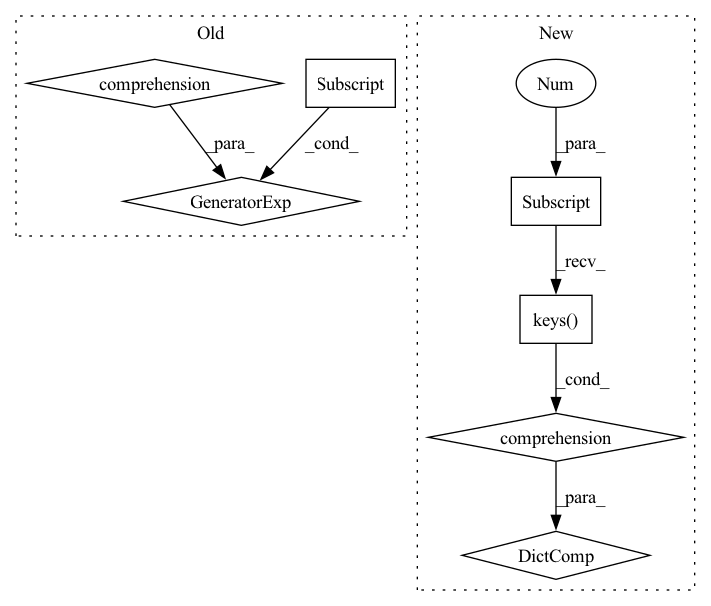 Old
comprehension
Subscript
_para_
_cond_
GeneratorExp
New
Num
_para_
Subscript
_recv_
keys()
_cond_
comprehension
_para_
DictComp